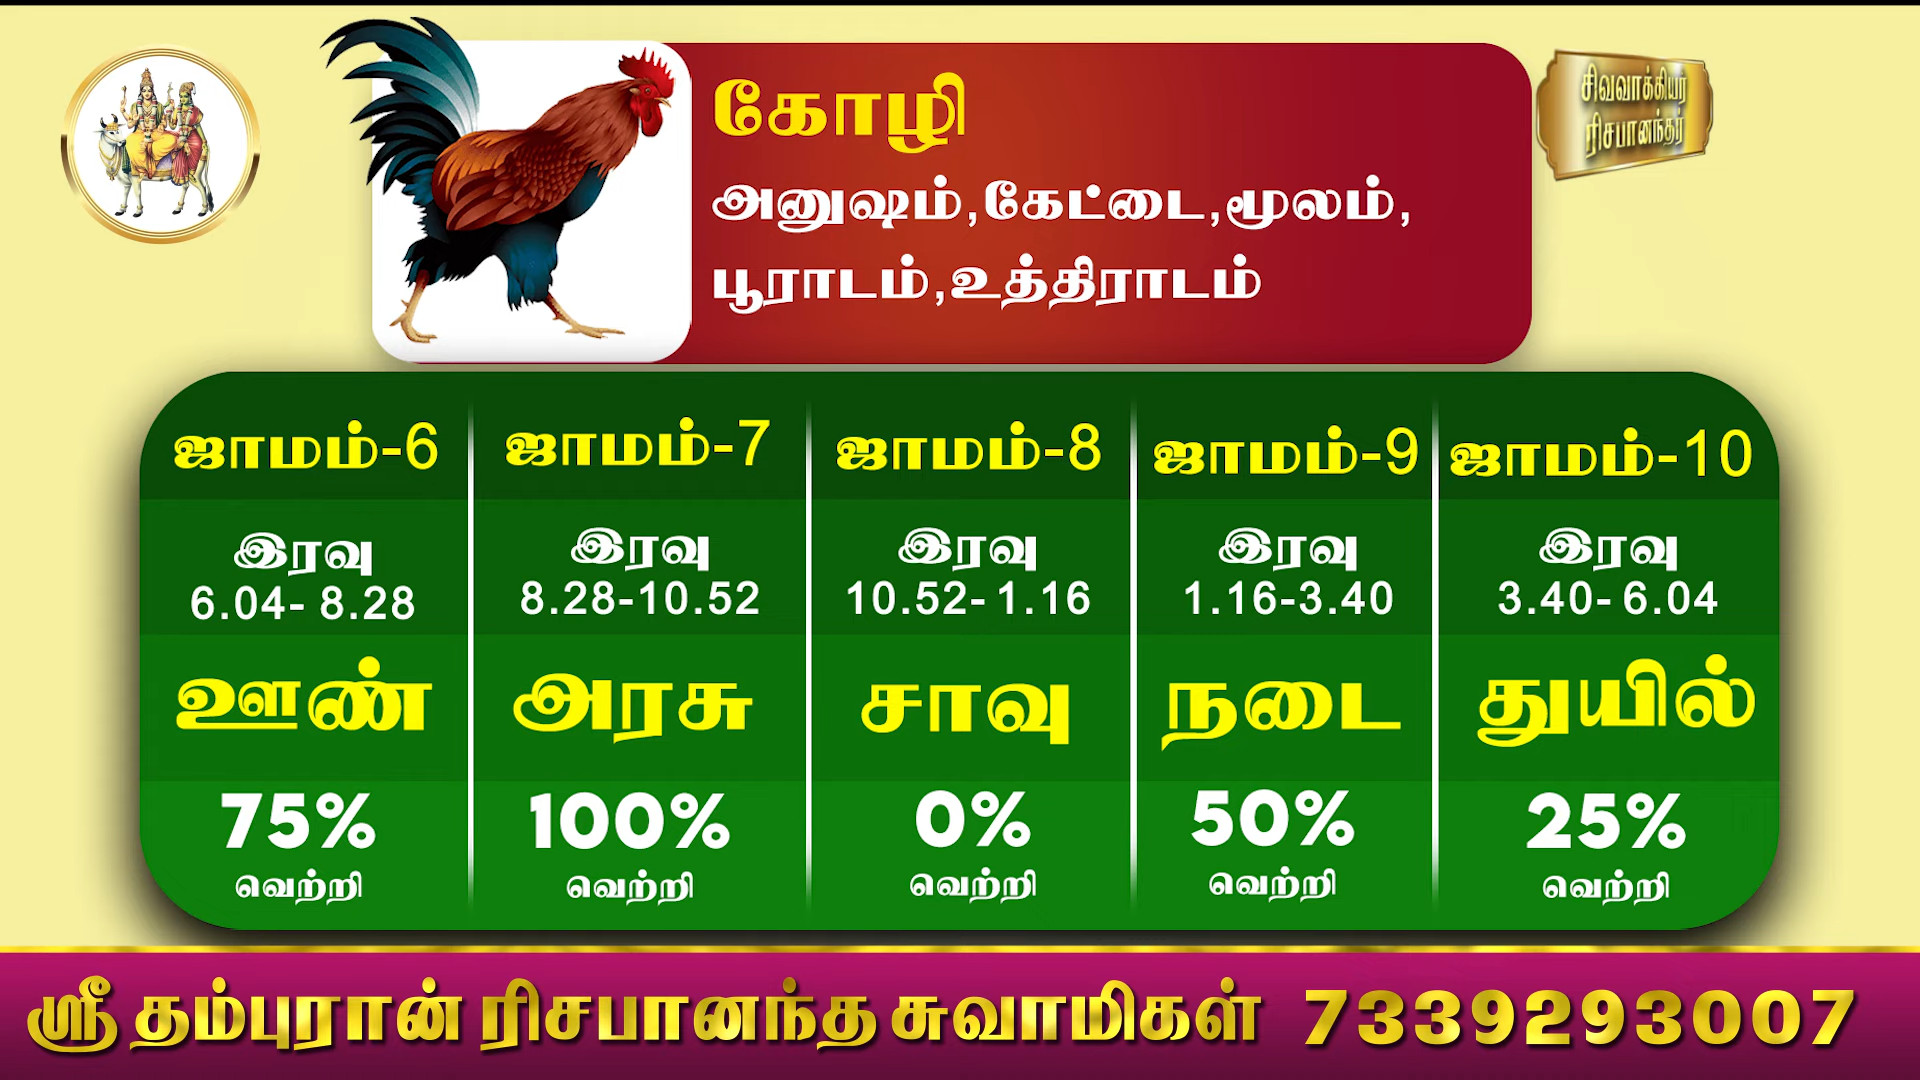 கோழி
அனுஷம்,கேட்டை,மூலம்,
பூராடம்,உத்திராடம்
சிவவாக்கியர்
ரிசபானந்தர்
ஜாமம்-6
இரவு
6.04- 8.28
ஊண்
75%
வெற்றி
ஜாமம்-7
இரவு
8.28-10.52
அரசு
100%
வெற்றி
ஜாமம்-8
இரவு
10.52- 1.16
சாவு
0%
வெற்றி
ஜாமம்-9
இரவு
1.16-3.40
நடை
50%
வெற்றி
ஜாமம்-10
இரவு
3.40- 6.04
துயில்
25%
வெற்றி
ஸ்ரீ தம்புரான் ரிசபானந்த சுவாமிகள் 7339293007